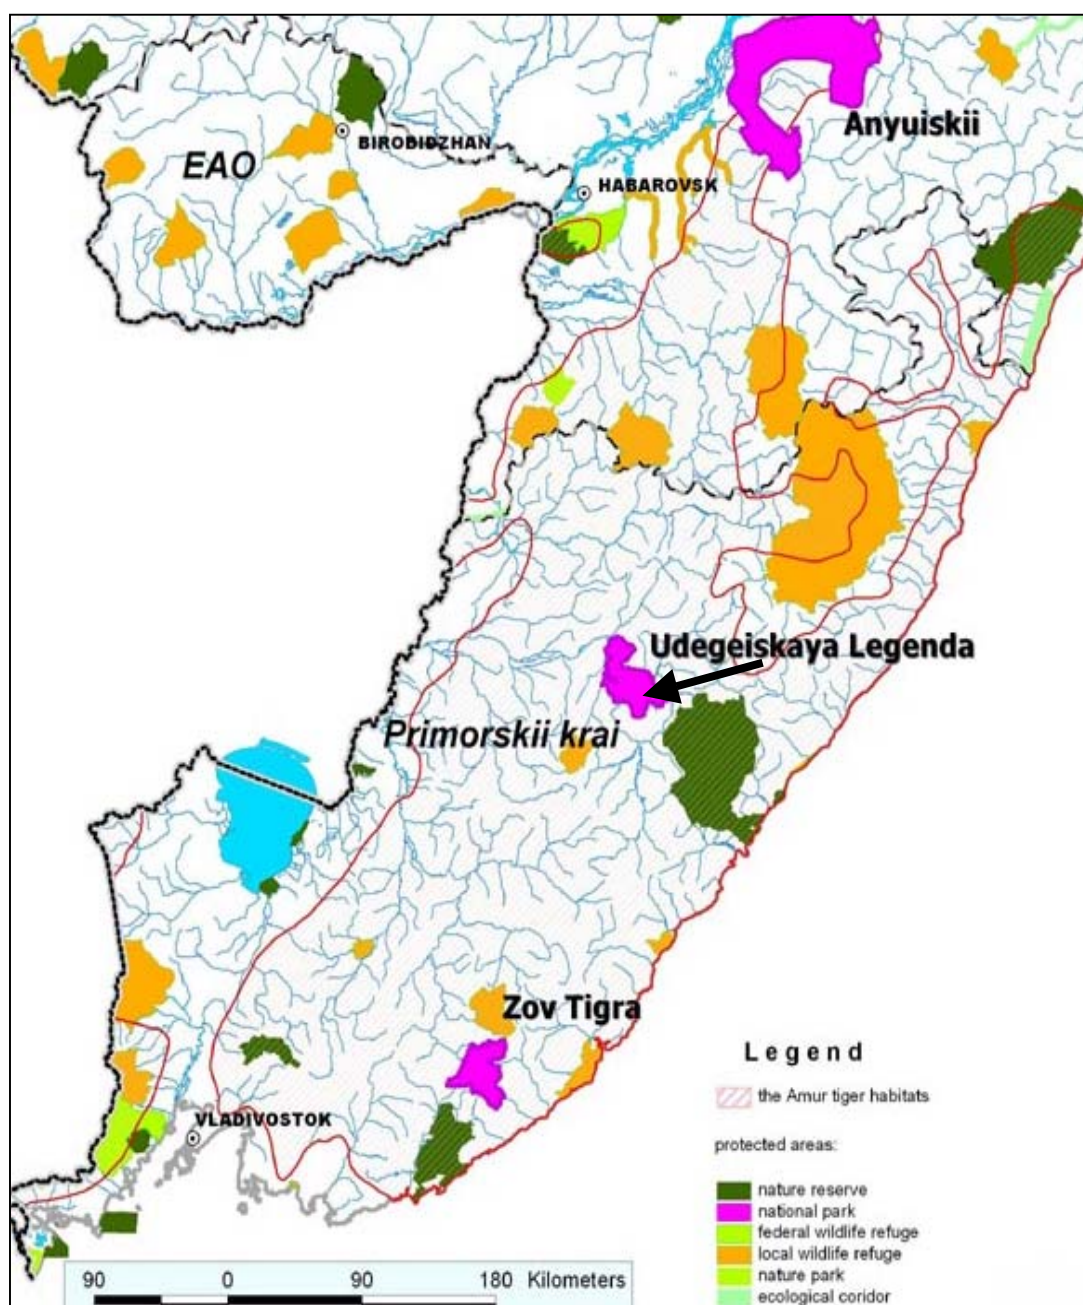 Anyuiskii
BIROBIDZHAN
EAO
HABAROVSK
Udegeiskaya Legenda
Primorskii krai
Zov Tigra
VLADIVOSTOK
Legend
the Amur tiger habitats
protected areas:
nature reserve
national park
federal wildlife refuge
local wildlife refuge
nature park
ecological coridor
90 0 90 180 Kilometers